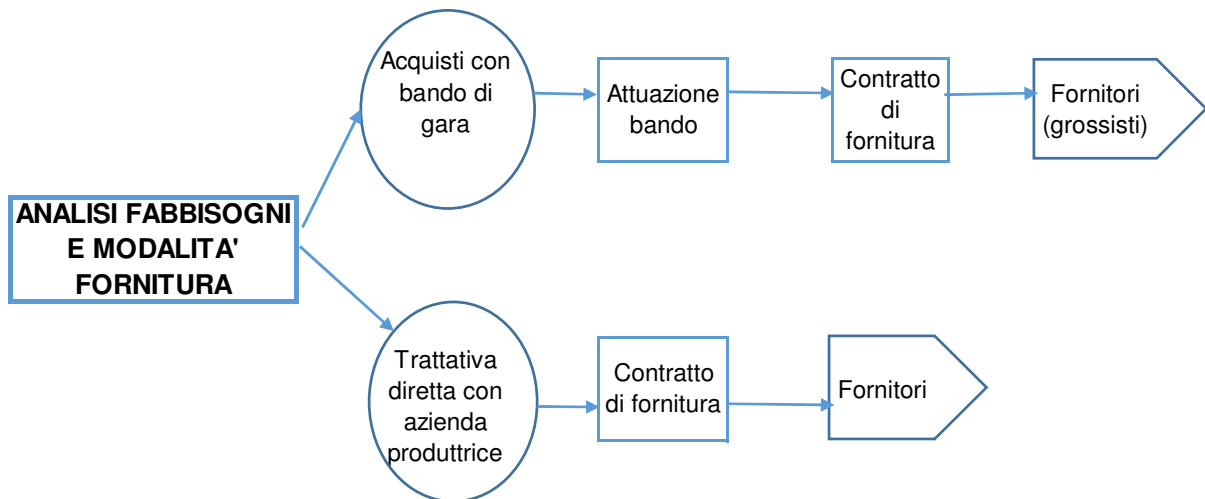 Acquisti con
bando di
gara
Attuazione
bando
Contratto
di
fornitura
Fornitori
(grossisti)
ANALISI FABBISOGNI
E MODALITA'
FORNITURA
Trattativa
diretta con
azienda
produttrice
Contratto
di fornitura
Fornitori